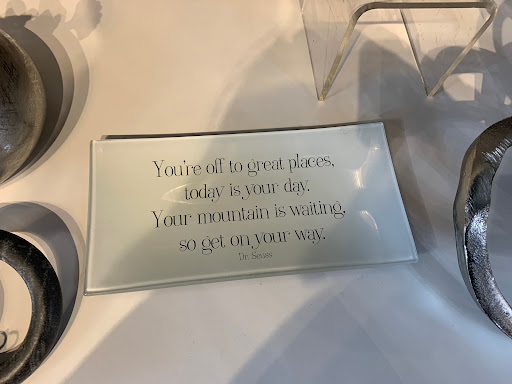 You're off to great places,
today is your day.
Your mountain is waiting,
so get on your way.
Dr. Seuss